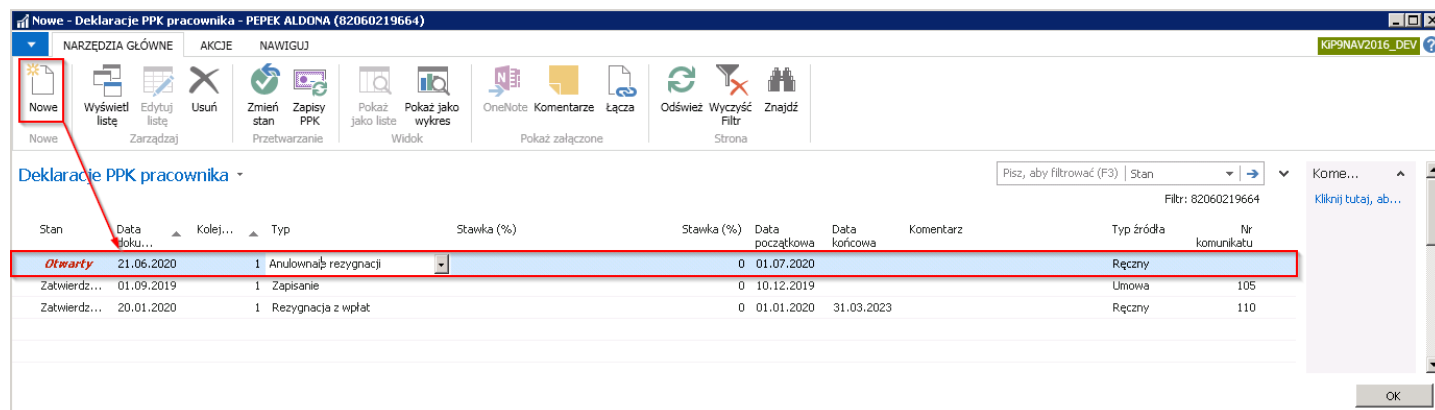 Nowe - Deklaracje PPK pracownika - PEPEK ALDONA (82060219664)
NARZĘDZIA GŁÓWNE AKCJE NAWIGUJ KiP9NAV2016_DEV
Nowe Wyświetl listę Edytuj listę Usuń Zmień stan Zapisy PPK Pokaż jako liste Pokaż jako wykres OneNote Komentarze Łącza Odśwież Wyczyść Filtr Znajdź
Nowe Zarządzaj Przetwarzanie Widok Pokaż załączone Strona
Deklaracje PPK pracownika Pisz, aby filtrować (F3) Stan Kome...
Filtr: 82060219664 Kliknij tutaj, ab...
Stan Data doku... Kolej... Typ Stawka (%) Stawka (%) Data początkowa Data końcowa Komentarz Typ źródła Nr komunikatu
Otwarty 21.06.2020 1 Anulownaie rezygnacji 0 01.07.2020 Ręczny
Zatwierdz... 01.09.2019 1 Zapisanie 0 10.12.2019 Umowa 105
Zatwierdz... 20.01.2020 1 Rezygnacja z wpłat 0 01.01.2020 31.03.2023 Ręczny 110
OK